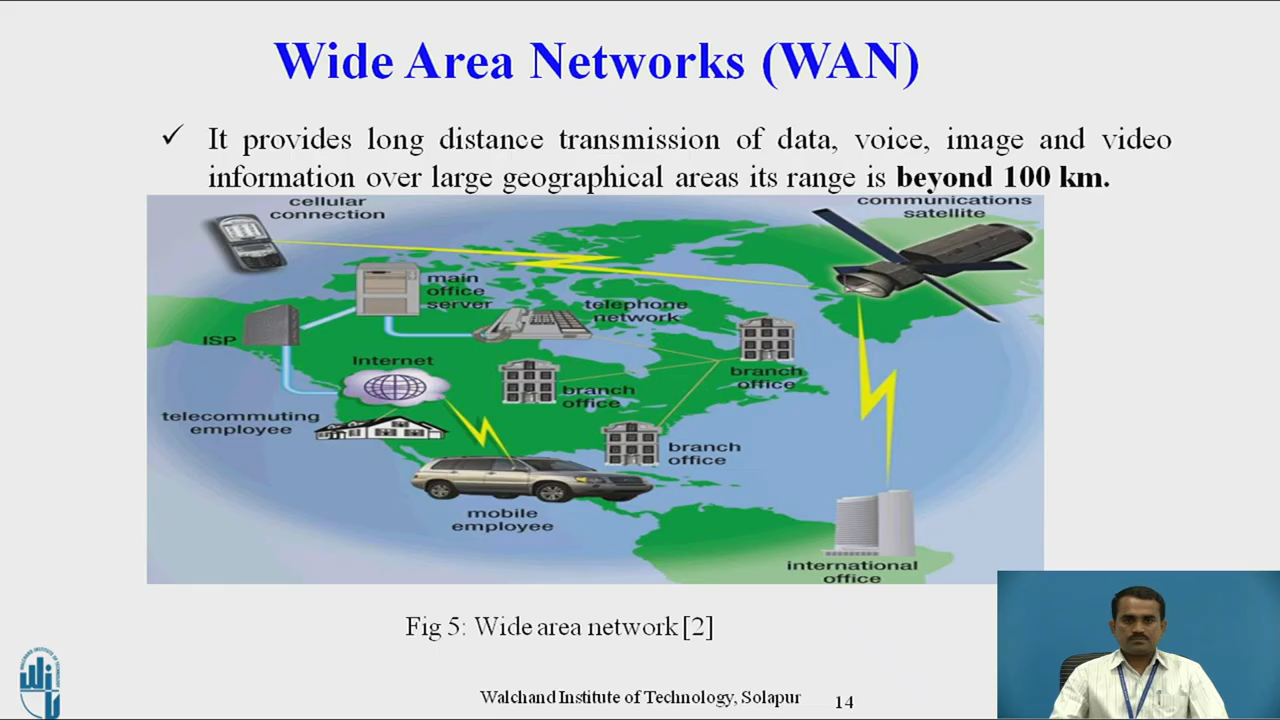 Wide Area Networks (WAN)
✓ It provides long distance transmission of data, voice, image and video
information over large geographical areas its range is beyond 100 km.
cellular
connection
communications
satellite
main
office
server
telephone
network
ISP
Internet
branch
office
branch
office
telecommuting
employee
branch
office
mobile
employee
international
office
Fig 5: Wide area network [2]
Walchand Institute of Technology, Solapur 14